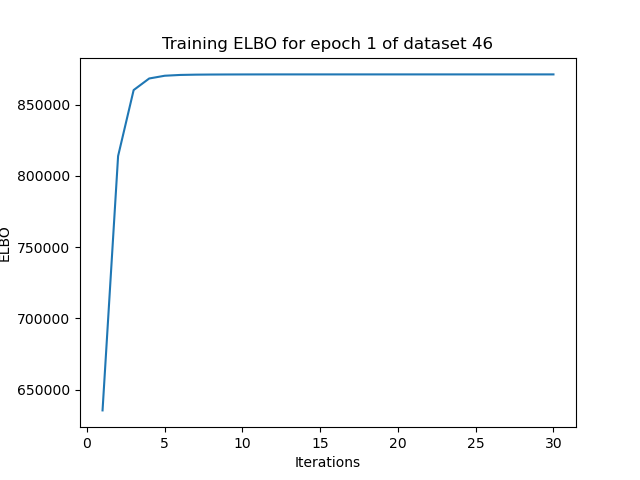 Training ELBO for epoch 1 of dataset 46
850000
800000
750000
700000
650000
ELBO
0 5 10 15 20 25 30
Iterations